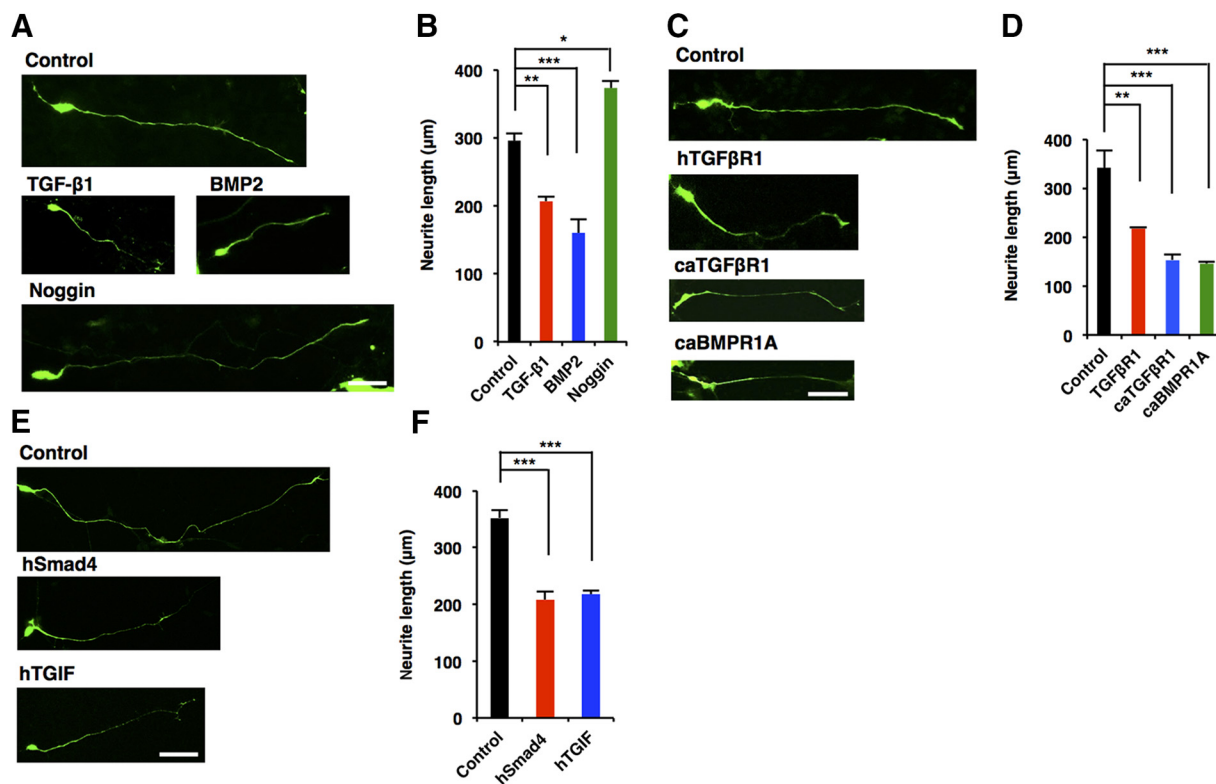 A
Control
TGF-β1
BMP2
Noggin
B
*
***
**
400
300
200
100
0
Neurite length (μm)
Control
TGF-β1
BMP2
Noggin
C
Control
hTGFβR1
caTGFβR1
caBMPR1A
D
***
***
**
400
300
200
100
0
Neurite length (μm)
Control
TGFβR1
caTGFβR1
caBMPR1A
E
Control
hSmad4
hTGIF
F
***
***
400
300
200
100
0
Neurite length (μm)
Control
hSmad4
hTGIF